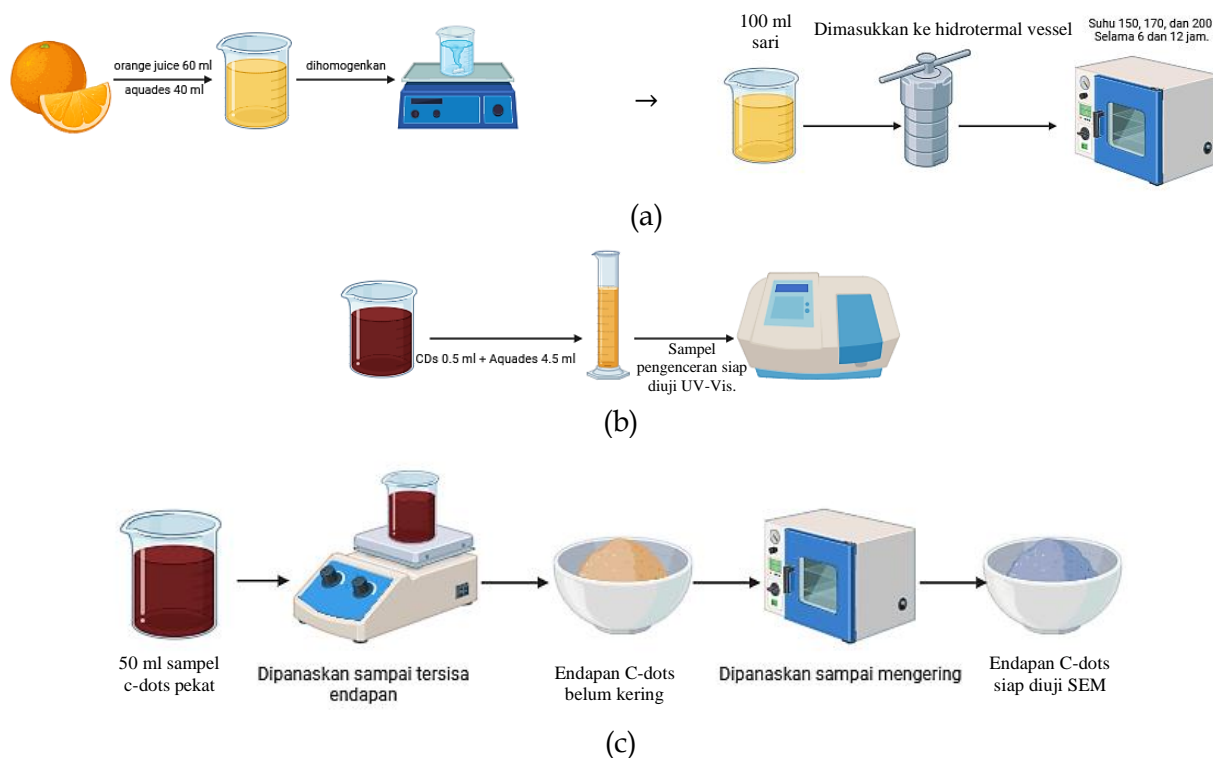 orange juice 60 ml
aquades 40 ml
dihomogenkan
→
100 ml
sari
Dimasukkan ke hidrotermal vessel
Suhu 150, 170, dan 200
Selama 6 dan 12 jam.
(a)
CDs 0.5 ml + Aquades 4.5 ml
Sampel
pengenceran siap
diuji UV-Vis.
(b)
50 ml sampel
c-dots pekat
Dipanaskan sampai tersisa
endapan
Endapan C-dots
belum kering
Dipanaskan sampai mengering
Endapan C-dots
siap diuji SEM
(c)